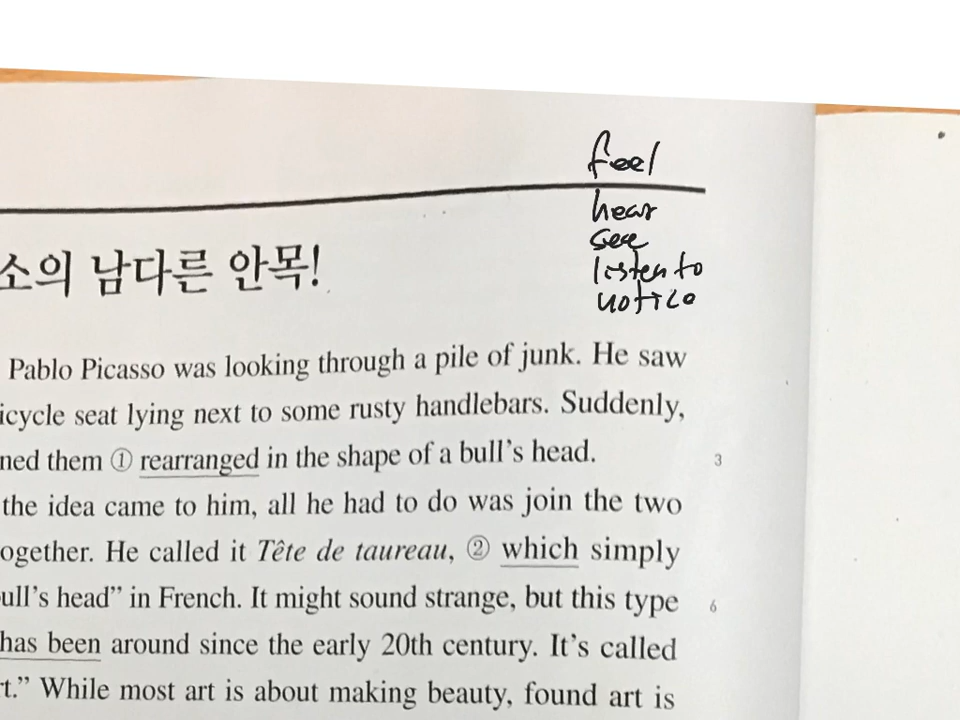 feel
hear
see
listen to
notice
소의 남다른 안목!
Pablo Picasso was looking through a pile of junk. He saw
icycle seat lying next to some rusty handlebars. Suddenly,
ned them ① rearranged in the shape of a bull's head.
3
the idea came to him, all he had to do was join the two
ogether. He called it Tête de taureau, ② which simply
ull's head” in French. It might sound strange, but this type
6
has been around since the early 20th century. It's called
t.” While most art is about making beauty, found art is